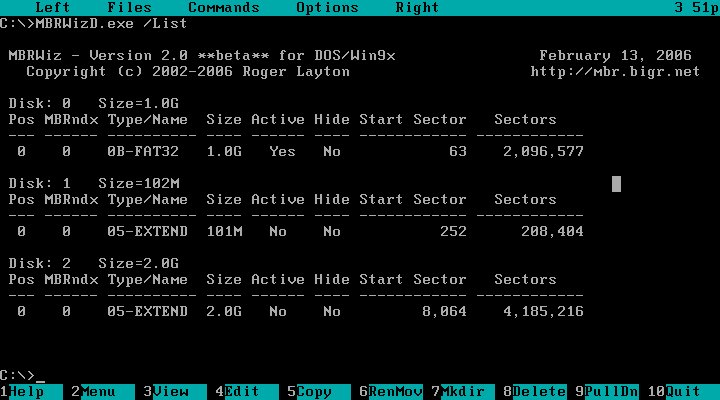 Left Files Commands Options Right 3 51p
C:\>MBRWizD.exe /List
MBRWiz - Version 2.0 **beta** for DOS/Win9x February 13, 2006
Copyright (c) 2002-2006 Roger Layton http://mbr.bigr.net
Disk: 0 Size=1.0G
Pos MBRndx Type/Name Size Active Hide Start Sector Sectors
--- ------ --------- ---- ------ ---- ------------ -----------
0 0 0B-FAT32 1.0G Yes No 63 2,096,577
Disk: 1 Size=102M
Pos MBRndx Type/Name Size Active Hide Start Sector Sectors
--- ------ --------- ---- ------ ---- ------------ -----------
0 0 05-EXTEND 101M No No 252 208,404
Disk: 2 Size=2.0G
Pos MBRndx Type/Name Size Active Hide Start Sector Sectors
--- ------ --------- ---- ------ ---- ------------ -----------
0 0 05-EXTEND 2.0G No No 8,064 4,185,216
C:\>_
1Help 2Menu 3View 4Edit 5Copy 6RenMov 7Mkdir 8Delete 9PullDn 10Quit